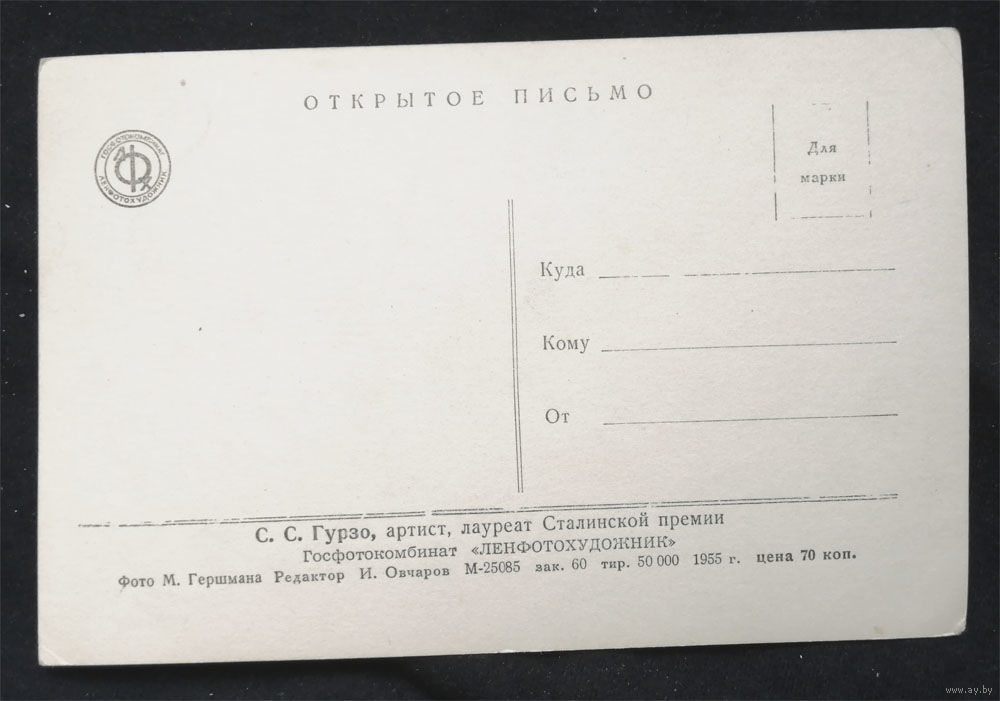 ОТКРЫТОЕ ПИСЬМО
ГОСФОТОКОМБИНАТ
ЛЕНФОТОХУДОЖНИК
Для
марки
Куда
Кому
От
С. С. Гурзо, артист, лауреат Сталинской премии
Госфотокомбинат «ЛЕНФОТОХУДОЖНИК»
Фото М. Гершмана Редактор И. Овчаров М-25085 зак. 60 тир. 50 000 1955 г. цена 70 коп.
www.ay.by